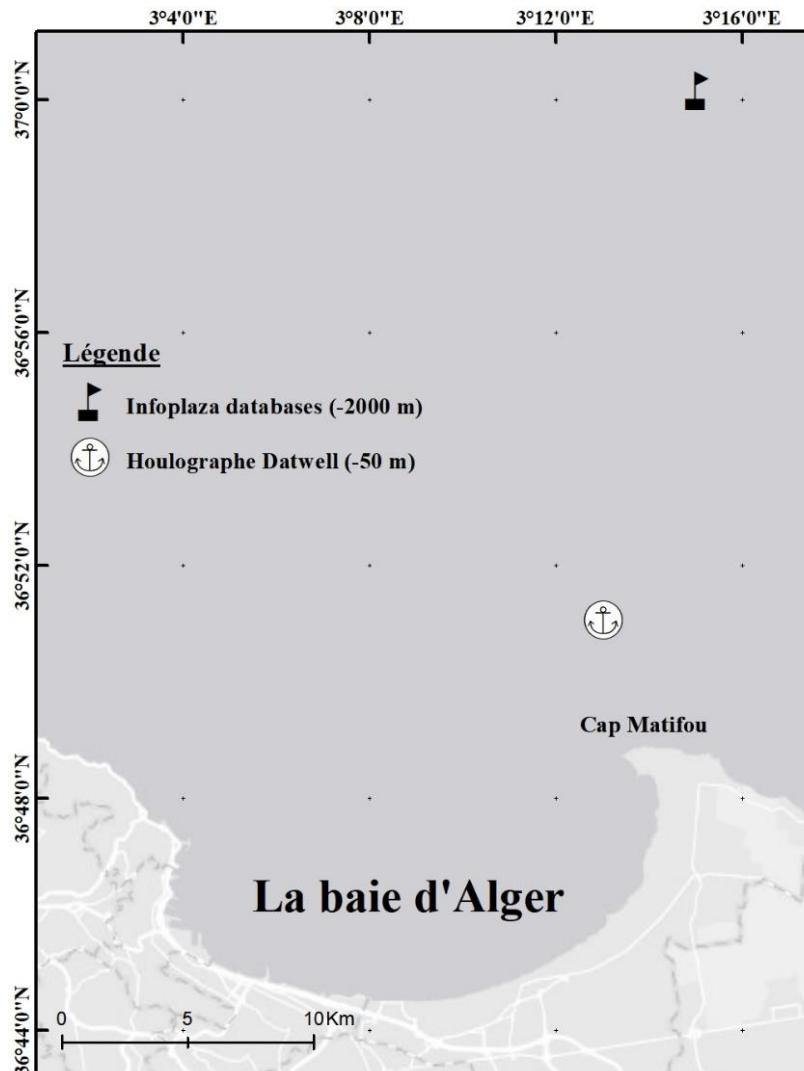 3°4'0"E 3°8'0"E 3°12'0"E 3°16'0"E
37°0'0"N
36°56'0"N
Légende
Infoplaza databases (-2000 m)
Houlographe Datwell (-50 m)
36°52'0"N
Cap Matifou
36°48'0"N
La baie d'Alger
0 5 10Km
36°44'0"N